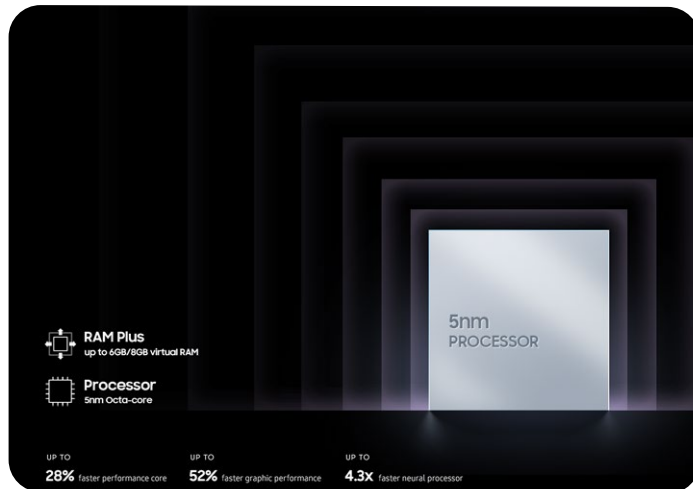 5nm
PROCESSOR
RAM Plus
up to 6GB/8GB virtual RAM
Processor
5nm Octa-core
UP TO
28% faster performance core
UP TO
52% faster graphic performance
UP TO
4.3x faster neural processor